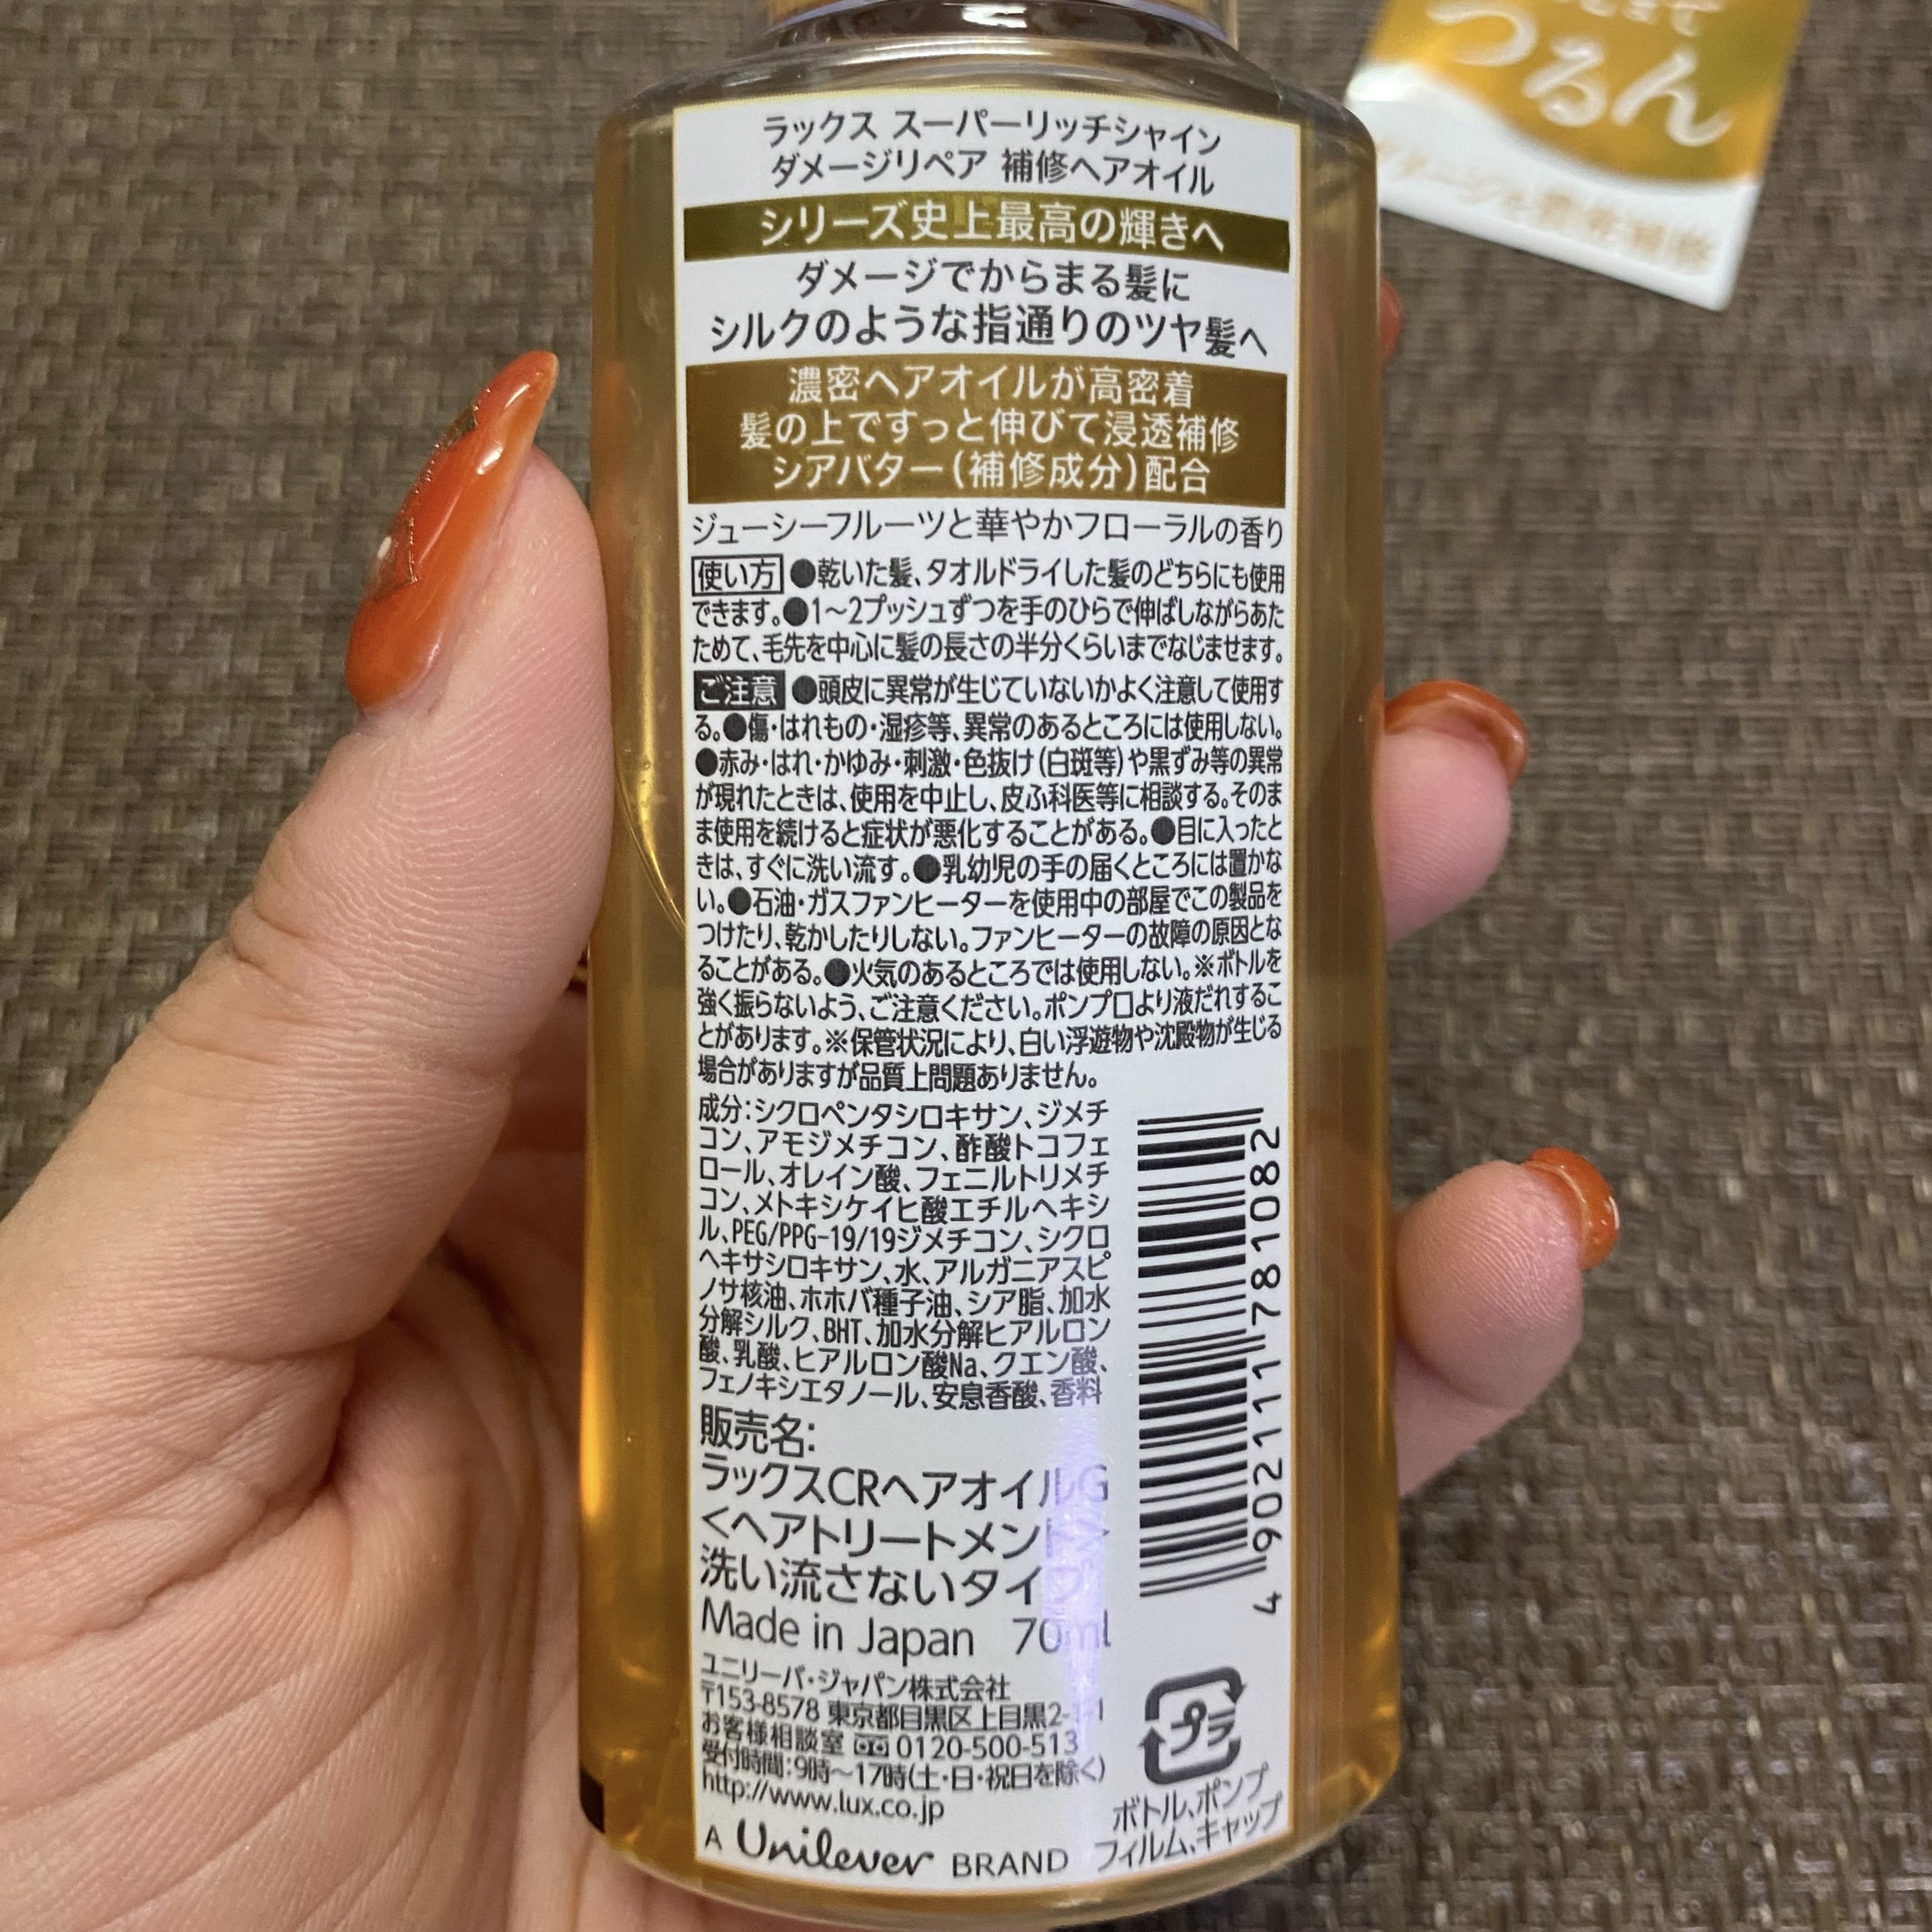 つるん
ラックス スーパーリッチシャイン
ダメージリペア 補修ヘアオイル
シリーズ史上最高の輝きへ
ダメージでからまる髪に
シルクのような指通りのツヤ髪へ
濃密ヘアオイルが高密着
髪の上ですっと伸びて浸透補修
シアバター(補修成分)配合
ジューシーフルーツと華やかフローラルの香り
使い方 ●乾いた髪、タオルドライした髪のどちらにも使用
できます。●1〜2プッシュずつを手のひらで伸ばしながらあた
ためて、毛先を中心に髪の長さの半分くらいまでなじませます。
ご注意 ●頭皮に異常が生じていないかよく注意して使用す
る。●傷・はれもの・湿疹等、異常のあるところには使用しない。
●赤み・はれ・かゆみ・刺激・色抜け(白斑等)や黒ずみ等の異常
が現れたときは、使用を中止し、皮ふ科医等に相談する。そのま
ま使用を続けると症状が悪化することがある。●目に入ったと
きは、すぐに洗い流す。●乳幼児の手の届くところには置かな
い。●石油・ガスファンヒーターを使用中の部屋でこの製品を
つけたり、乾かしたりしない。ファンヒーターの故障の原因とな
ることがある。●火気のあるところでは使用しない。※ボトルを
強く振らないよう、ご注意ください。ポンプ口より液だれするこ
とがあります。※保管状況により、白い浮遊物や沈殿物が生じる
場合がありますが品質上問題ありません。
成分:シクロペンタシロキサン、ジメチ
コン、アモジメチコン、酢酸トコフェ
ロール、オレイン酸、フェニルトリメチ
コン、メトキシケイヒ酸エチルヘキシ
ル、PEG/PPG-19/19ジメチコン、シクロ
ヘキサシロキサン、水、アルガニアスピ
ノサ核油、ホホバ種子油、シア脂、加水
分解シルク、BHT、加水分解ヒアルロン
酸、乳酸、ヒアルロン酸Na、クエン酸、
フェノキシエタノール、安息香酸、香料
販売名:
ラックスCRヘアオイルG
<ヘアトリートメント>
洗い流さないタイプ
Made in Japan 70ml
ユニリーバ・ジャパン株式会社
〒153-8578 東京都目黒区上目黒2-1-1
お客様相談室 0120-500-513
受付時間:9時〜17時(土・日・祝日を除く)
http://www.lux.co.jp
A Unilever BRAND
4 902111 781082
プラ
ボトル、ポンプ
フィルム、キャップ